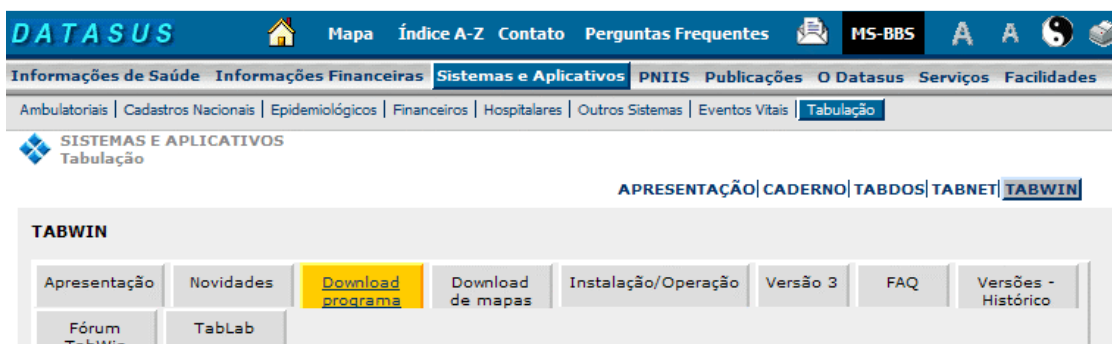 DATASUS Mapa Índice A-Z Contato Perguntas Frequentes MS-BBS A A
Informações de Saúde Informações Financeiras Sistemas e Aplicativos PNIIS Publicações O Datasus Serviços Facilidades
Ambulatoriais | Cadastros Nacionais | Epidemiológicos | Financeiros | Hospitalares | Outros Sistemas | Eventos Vitais | Tabulação
SISTEMAS E APLICATIVOS
Tabulação
APRESENTAÇÃO| CADERNO| TABDOS| TABNET| TABWIN
TABWIN
Apresentação Novidades Download programa Download de mapas Instalação/Operação Versão 3 FAQ Versões - Histórico
Fórum TabWin TabLab